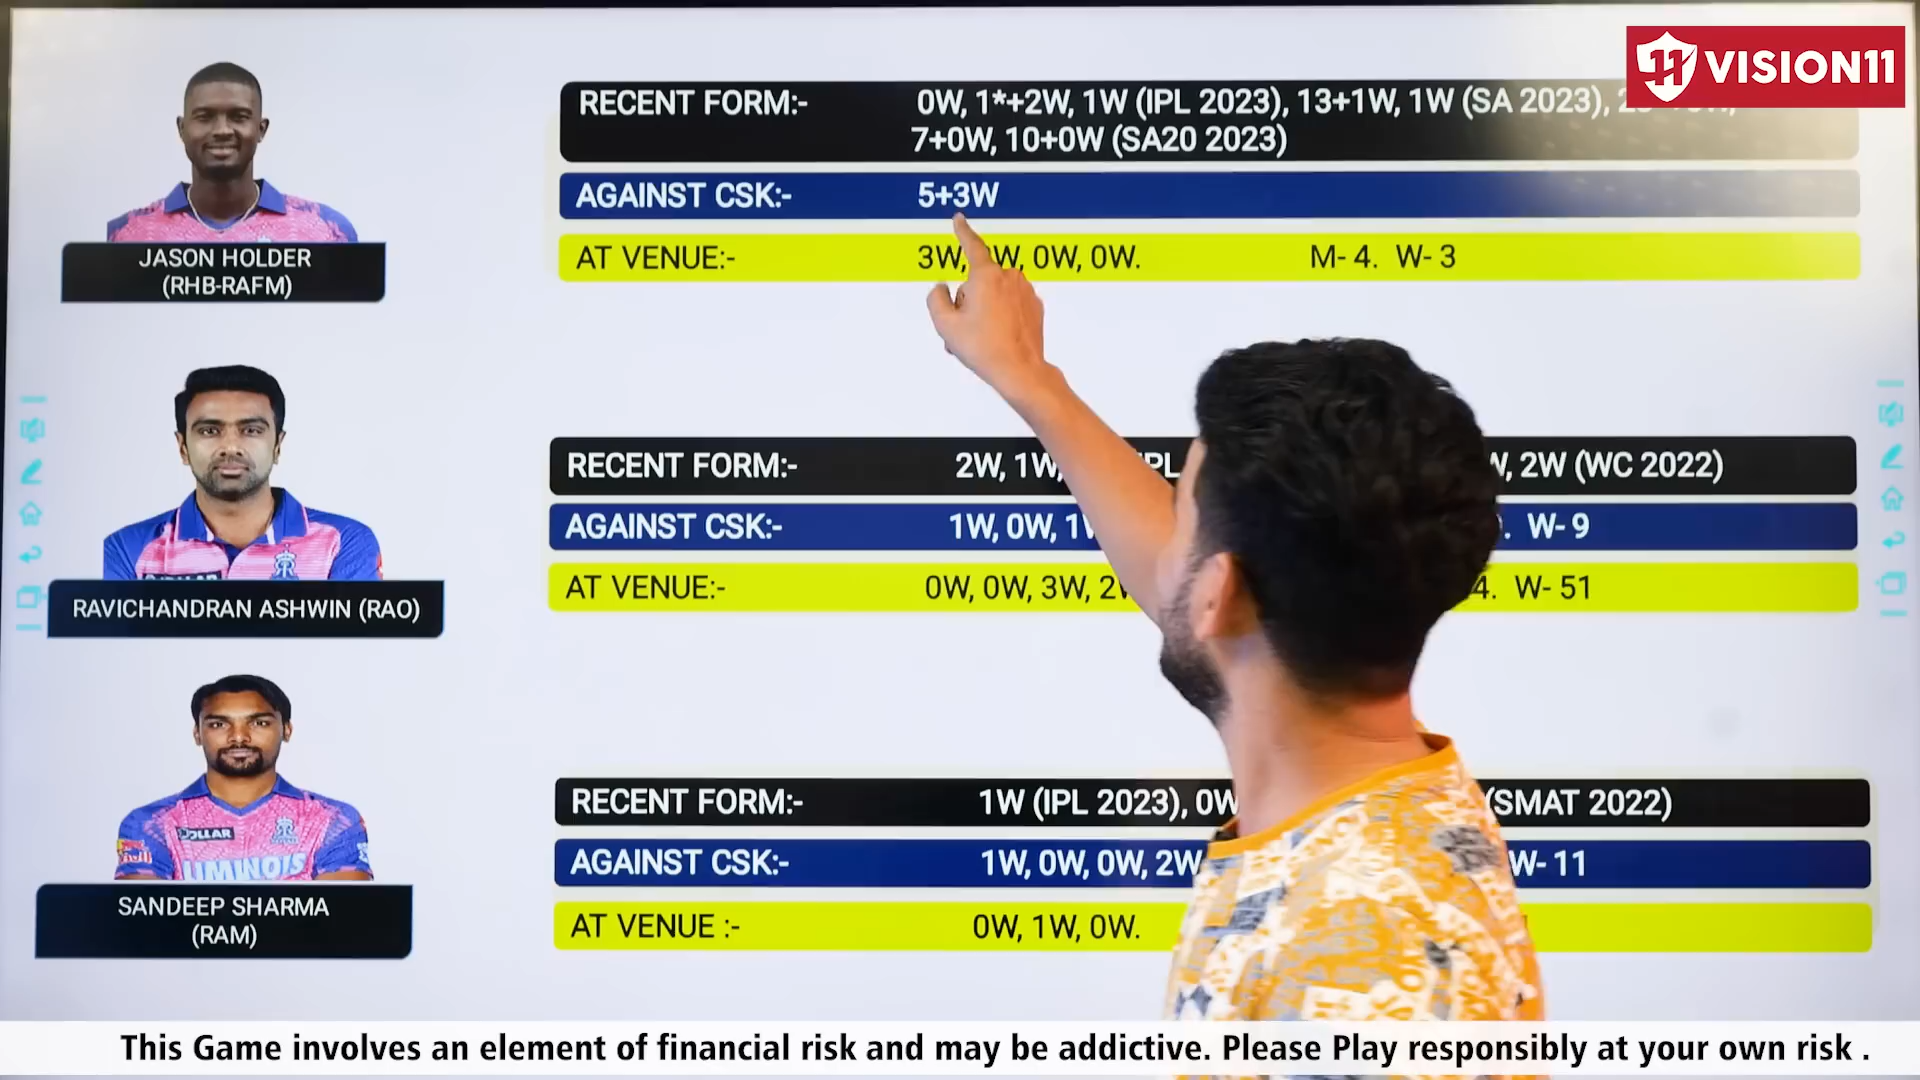 VISION11
RECENT FORM:- 0W, 1*+2W, 1W (IPL 2023), 13+1W, 1W (SA 2023),
7+0W, 10+0W (SA20 2023)
AGAINST CSK:- 5+3W
AT VENUE:- 3W, 0W, 0W. M- 4. W- 3
JASON HOLDER
(RHB-RAFM)
RECENT FORM:- 2W, 1W, 2W (WC 2022)
AGAINST CSK:- 1W, 0W, W- 9
AT VENUE:- 0W, 0W, 3W, W- 51
RAVICHANDRAN ASHWIN (RAO)
DOLLAR
LUMINOUS
RECENT FORM:- 1W (IPL 2023), 0W (SMAT 2022)
AGAINST CSK:- 1W, 0W, 0W, 2W W- 11
AT VENUE :- 0W, 1W, 0W.
SANDEEP SHARMA
(RAM)
This Game involves an element of financial risk and may be addictive. Please Play responsibly at your own risk .